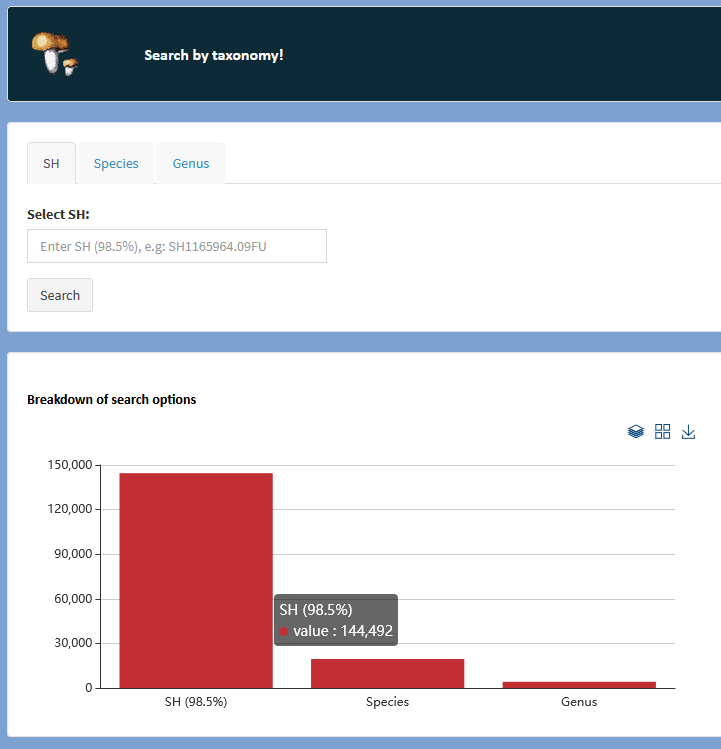 Search by taxonomy!
SH Species Genus
Select SH:
Enter SH (98.5%), e.g: SH1165964.09FU
Search
Breakdown of search options
150,000
120,000
90,000
60,000
30,000
0
SH (98.5%)
value : 144,492
SH (98.5%) Species Genus